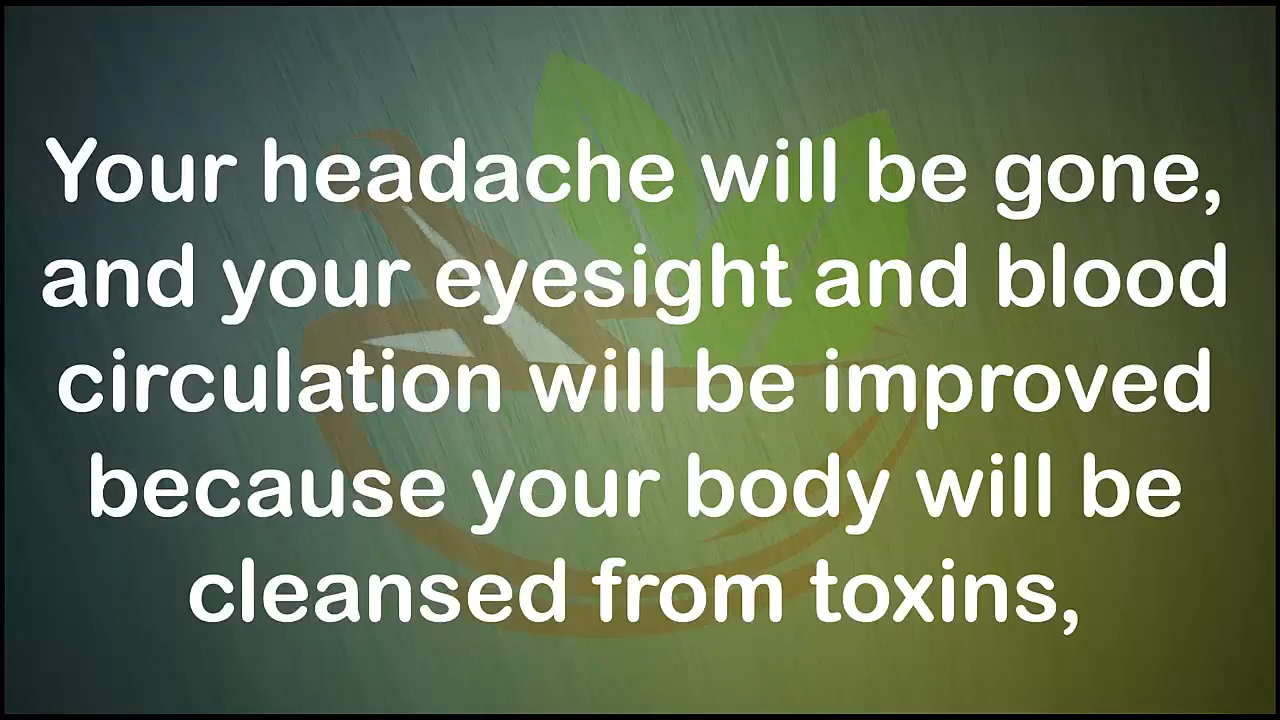 Your headache will be gone,
and your eyesight and blood
circulation will be improved
because your body will be
cleansed from toxins,